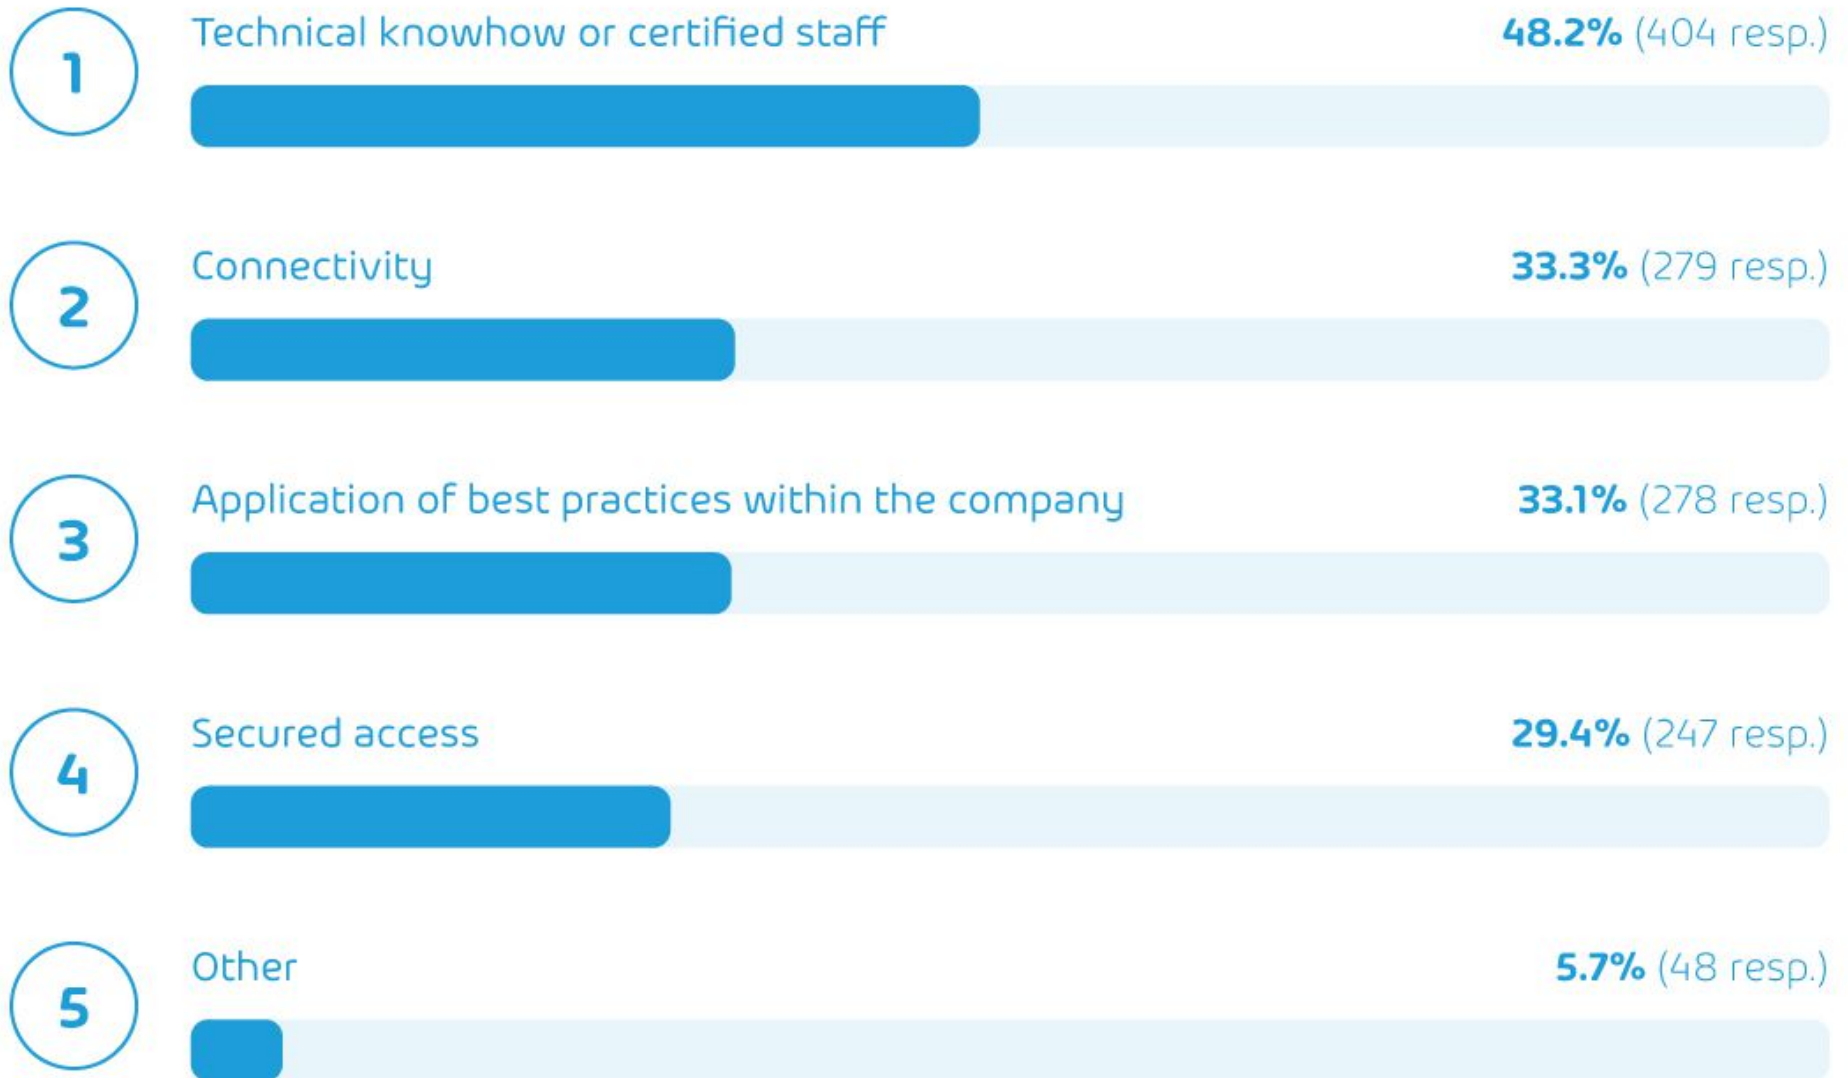 1
Technical knowhow or certified staff 48.2% (404 resp.)
2
Connectivity 33.3% (279 resp.)
3
Application of best practices within the company 33.1% (278 resp.)
4
Secured access 29.4% (247 resp.)
5
Other 5.7% (48 resp.)